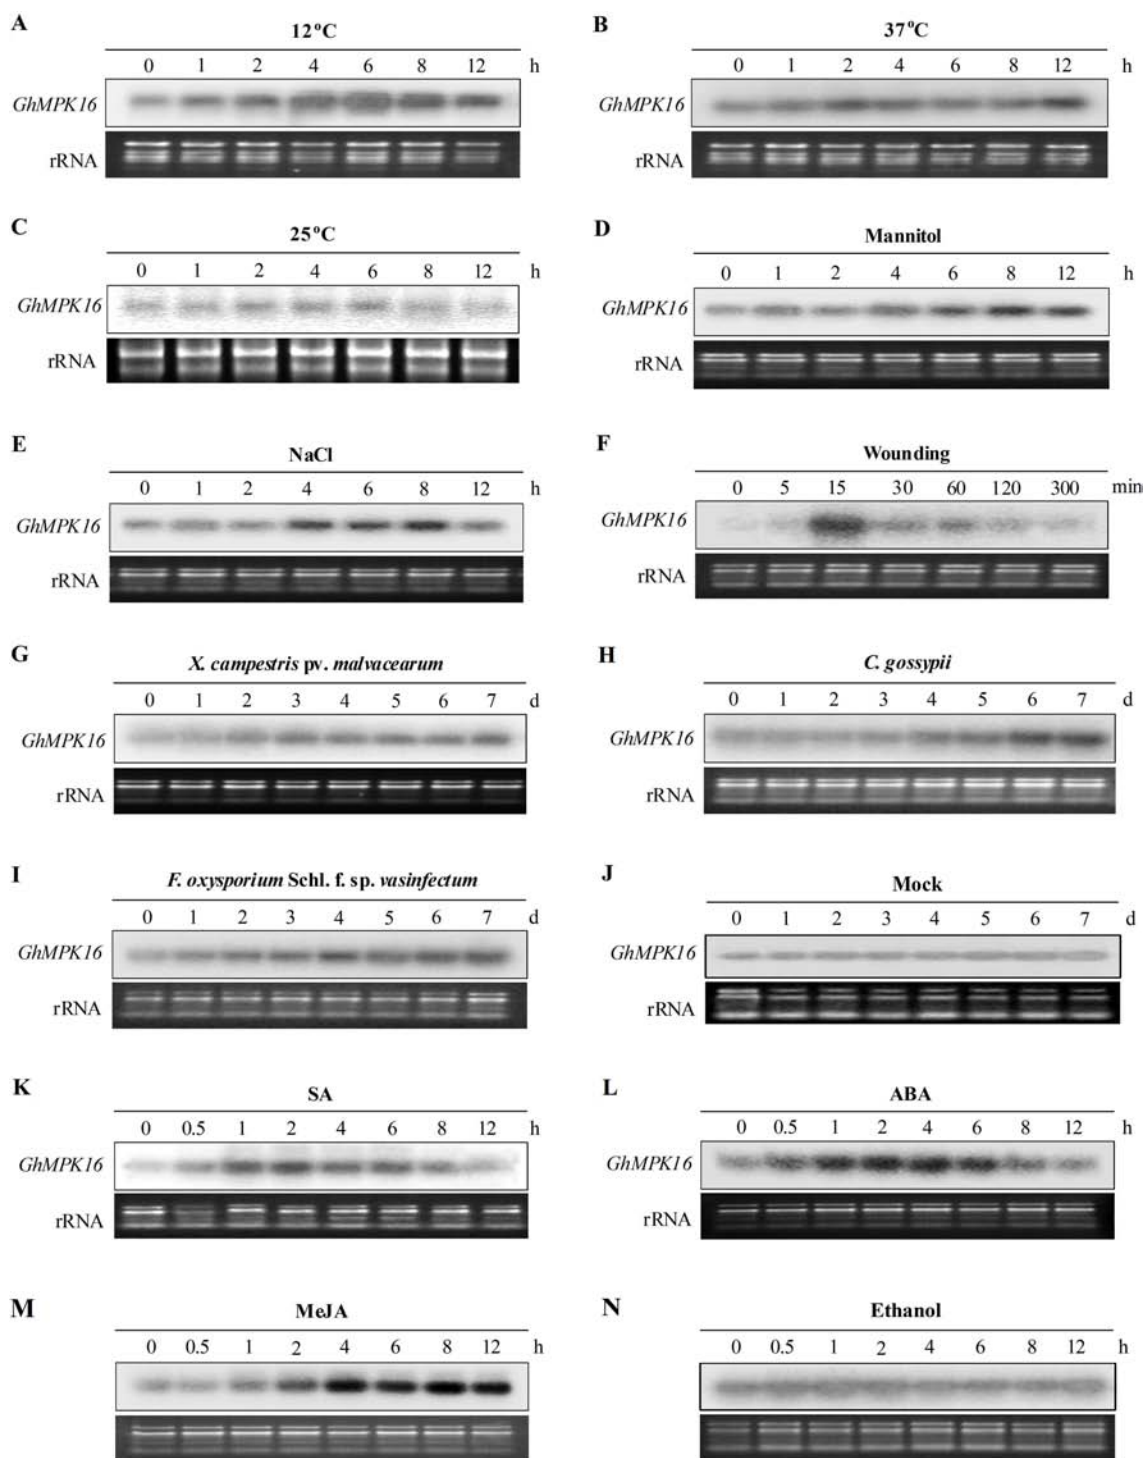 A
12°C
0 1 2 4 6 8 12 h
GhMPK16
rRNA
B
37°C
0 1 2 4 6 8 12 h
GhMPK16
rRNA
C
25°C
0 1 2 4 6 8 12 h
GhMPK16
rRNA
D
Mannitol
0 1 2 4 6 8 12 h
GhMPK16
rRNA
E
NaCl
0 1 2 4 6 8 12 h
GhMPK16
rRNA
F
Wounding
0 5 15 30 60 120 300 min
GhMPK16
rRNA
G
X. campestris pv. malvacearum
0 1 2 3 4 5 6 7 d
GhMPK16
rRNA
H
C. gossypii
0 1 2 3 4 5 6 7 d
GhMPK16
rRNA
I
F. oxysporium Schl. f. sp. vasinfectum
0 1 2 3 4 5 6 7 d
GhMPK16
rRNA
J
Mock
0 1 2 3 4 5 6 7 d
GhMPK16
rRNA
K
SA
0 0.5 1 2 4 6 8 12 h
GhMPK16
rRNA
L
ABA
0 0.5 1 2 4 6 8 12 h
GhMPK16
rRNA
M
MeJA
0 0.5 1 2 4 6 8 12 h
N
Ethanol
0 0.5 1 2 4 6 8 12 h